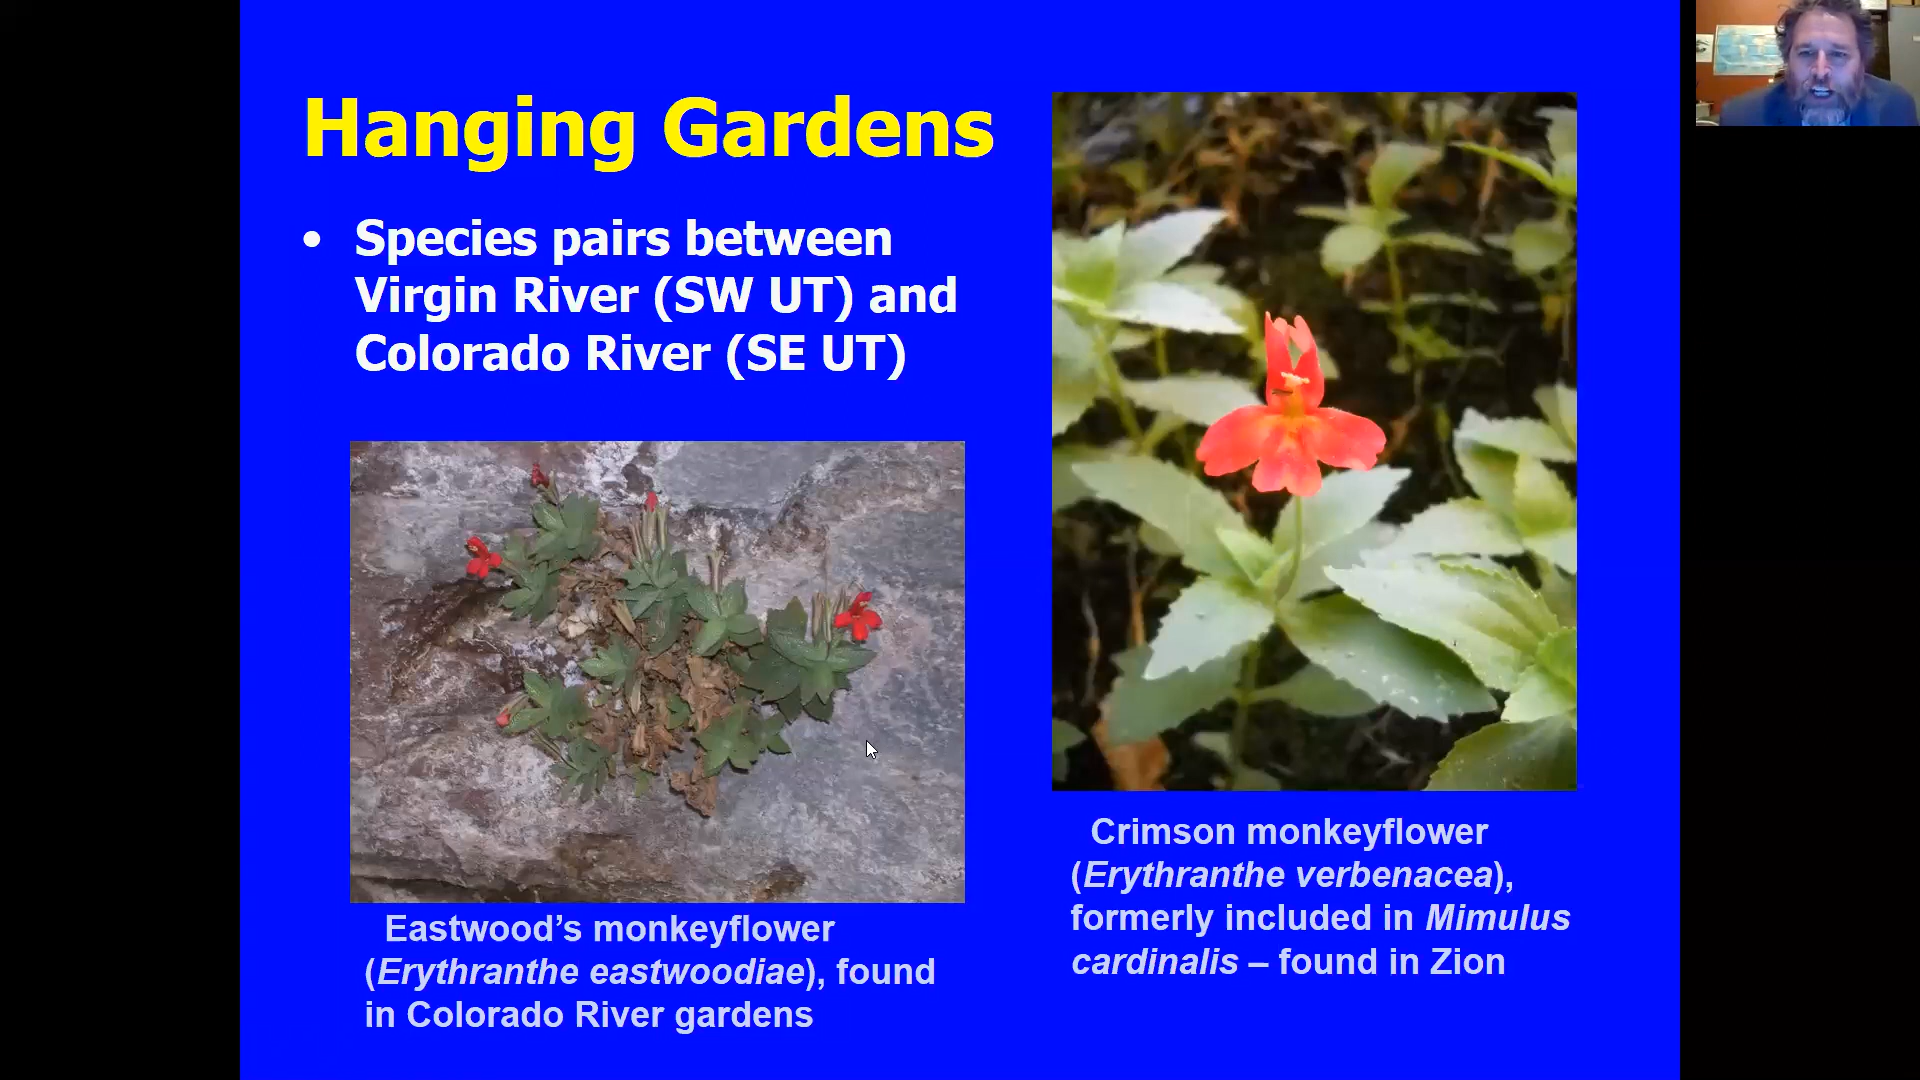 Hanging Gardens
• Species pairs between
Virgin River (SW UT) and
Colorado River (SE UT)
Eastwood’s monkeyflower
(Erythranthe eastwoodiae), found
in Colorado River gardens
Crimson monkeyflower
(Erythranthe verbenacea),
formerly included in Mimulus
cardinalis – found in Zion